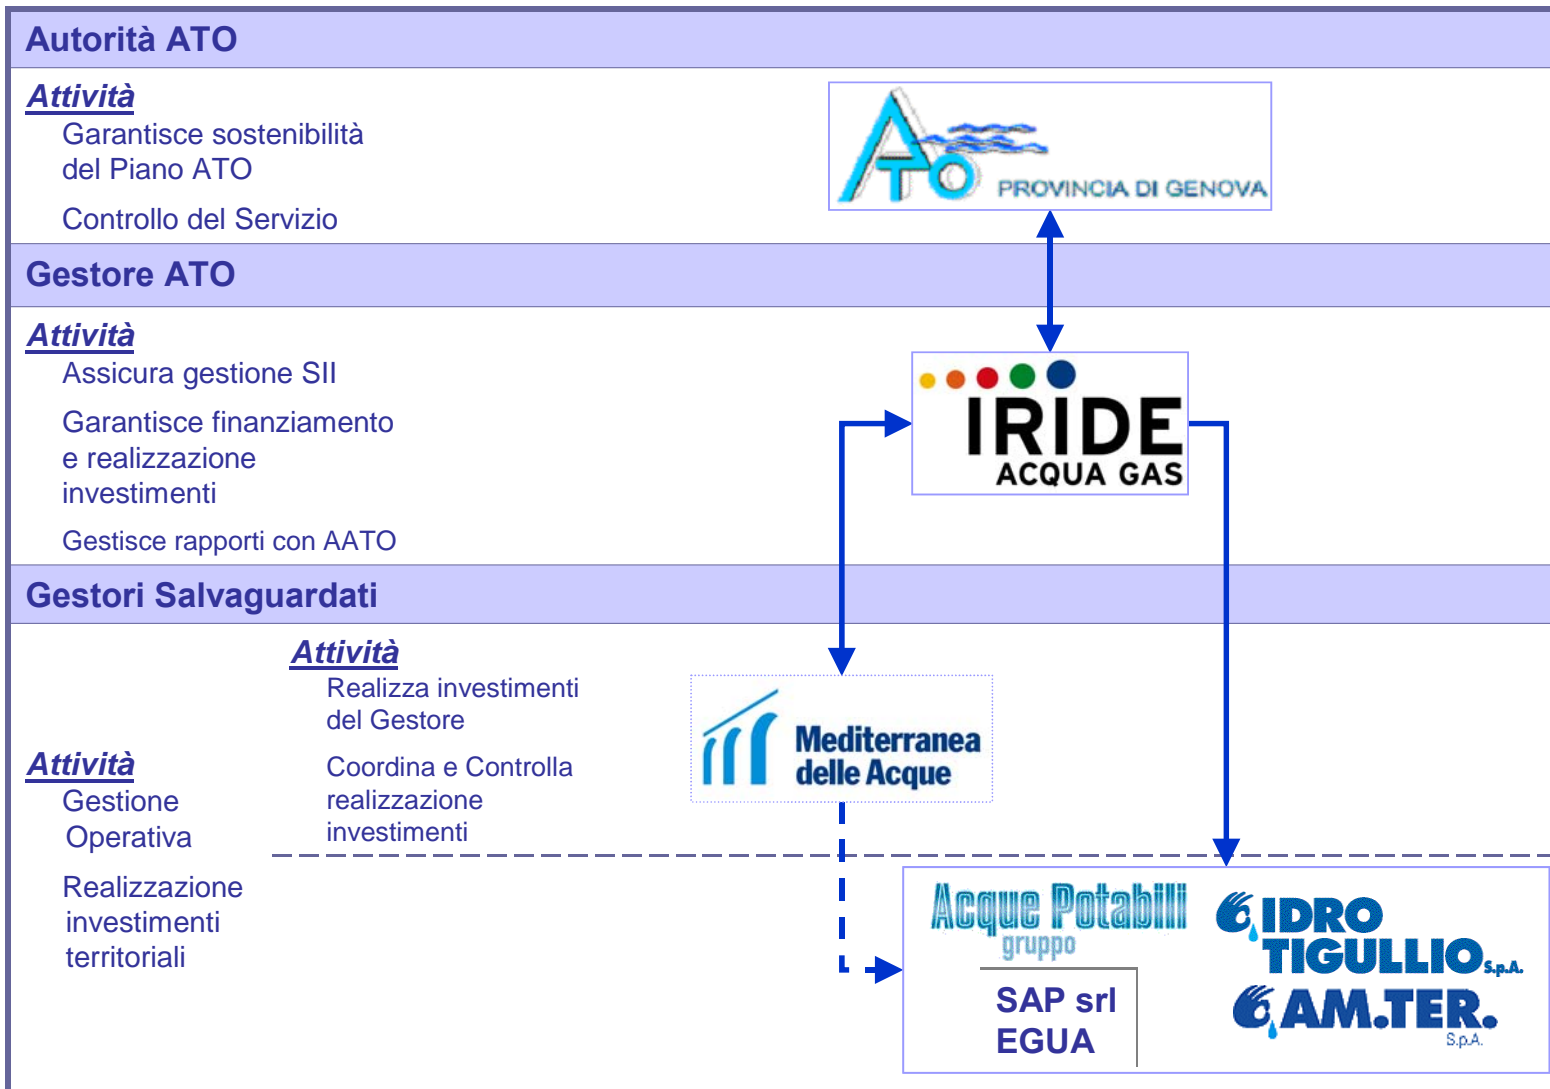 Autorità ATO
Attività
Garantisce sostenibilità
del Piano ATO
Controllo del Servizio
ATO
PROVINCIA DI GENOVA
Gestore ATO
Attività
Assicura gestione SII
Garantisce finanziamento
e realizzazione
investimenti
Gestisce rapporti con AATO
IRIDE
ACQUA GAS
Gestori Salvaguardati
Attività
Realizza investimenti
del Gestore
Coordina e Controlla
realizzazione
investimenti
Mediterranea
delle Acque
Attività
Gestione
Operativa
Realizzazione
investimenti
territoriali
Acque Potabili
gruppo
SAP srl
EGUA
IDRO
TIGULLIO S.p.A.
AM.TER.
S.p.A.